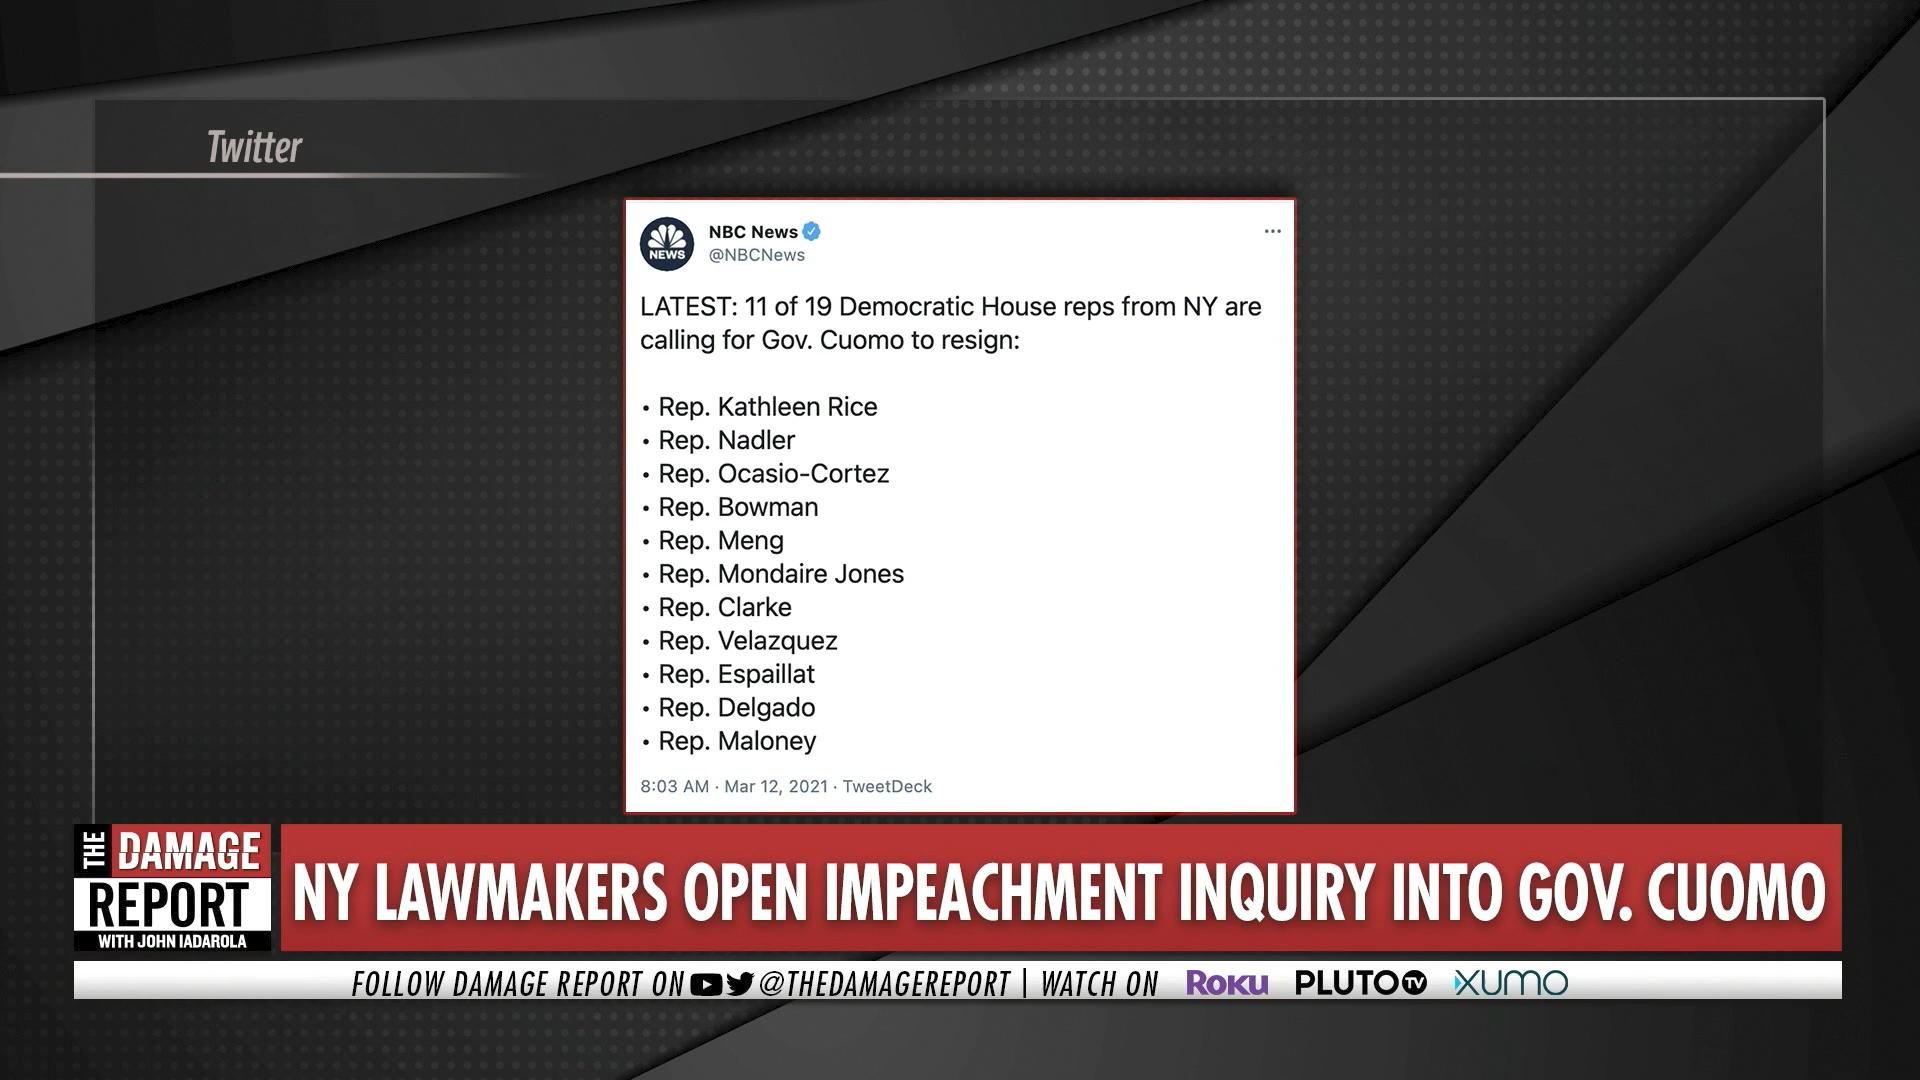 Twitter
NEWS
NBC News
@NBCNews
LATEST: 11 of 19 Democratic House reps from NY are
calling for Gov. Cuomo to resign:
• Rep. Kathleen Rice
• Rep. Nadler
• Rep. Ocasio-Cortez
• Rep. Bowman
• Rep. Meng
• Rep. Mondaire Jones
• Rep. Clarke
• Rep. Velazquez
• Rep. Espaillat
• Rep. Delgado
• Rep. Maloney
8:03 AM · Mar 12, 2021 · TweetDeck
THE DAMAGE
REPORT
WITH JOHN IADAROLA
NY LAWMAKERS OPEN IMPEACHMENT INQUIRY INTO GOV. CUOMO
FOLLOW DAMAGE REPORT ON @THEDAMAGEREPORT | WATCH ON ROKU PLUTO TV XUMO